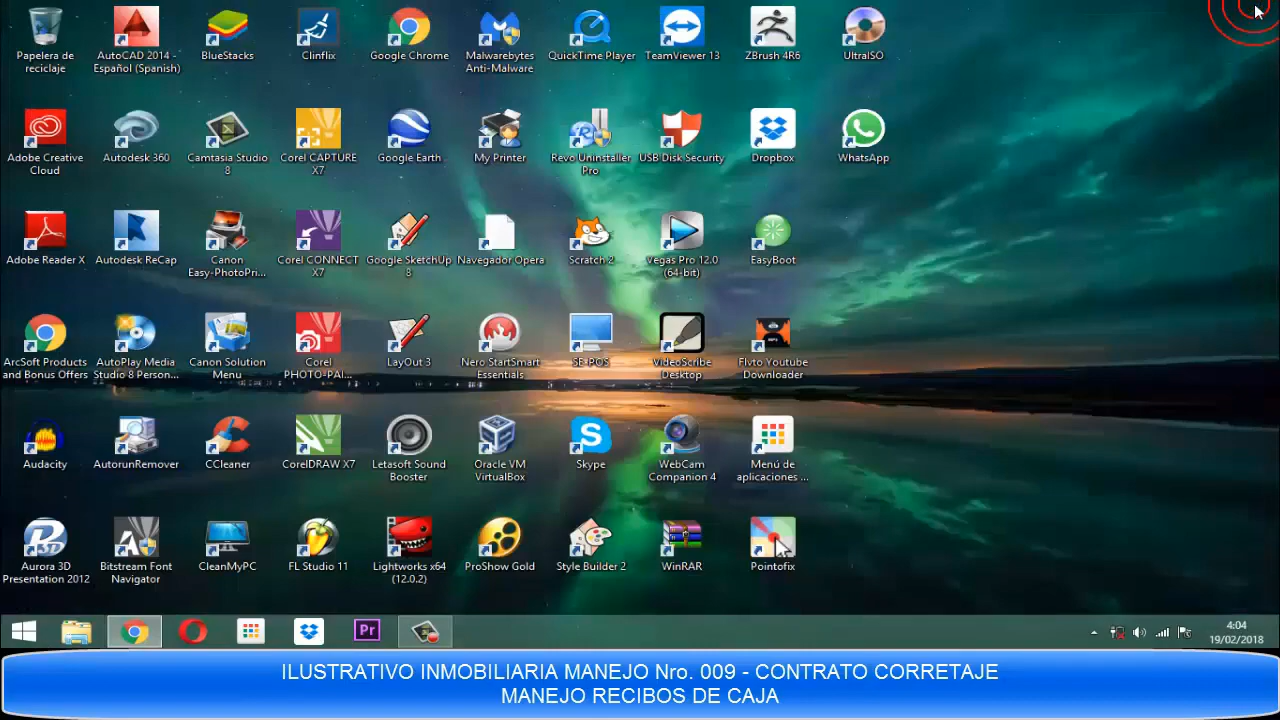 Papelera de
reciclaje
AutoCAD 2014 -
Español (Spanish)
BlueStacks
Clinflix
Google Chrome
Malwarebytes
Anti-Malware
QuickTime Player
TeamViewer 13
ZBrush 4R6
UltraISO
Adobe Creative
Cloud
Autodesk 360
Camtasia Studio
8
Corel CAPTURE
X7
Google Earth
My Printer
Revo Uninstaller
Pro
USB Disk Security
Dropbox
WhatsApp
Adobe Reader X
Autodesk ReCap
Canon
Easy-PhotoPri...
Corel CONNECT
X7
Google SketchUp
8
Navegador Opera
Scratch 2
Vegas Pro 12.0
(64-bit)
EasyBoot
ArcSoft Products
and Bonus Offers
AutoPlay Media
Studio 8 Person...
Canon Solution
Menu
Corel
PHOTO-PAI...
LayOut 3
Nero StartSmart
Essentials
SE-POS
VideoScribe
Desktop
Flvto Youtube
Downloader
Audacity
AutorunRemover
CCleaner
CorelDRAW X7
Letasoft Sound
Booster
Oracle VM
VirtualBox
Skype
WebCam
Companion 4
Menú de
aplicaciones ...
Aurora 3D
Presentation 2012
Bitstream Font
Navigator
CleanMyPC
FL Studio 11
Lightworks x64
(12.0.2)
ProShow Gold
Style Builder 2
WinRAR
Pointofix
Pr
4:04
19/02/2018
ILUSTRATIVO INMOBILIARIA MANEJO Nro. 009 - CONTRATO CORRETAJE
MANEJO RECIBOS DE CAJA